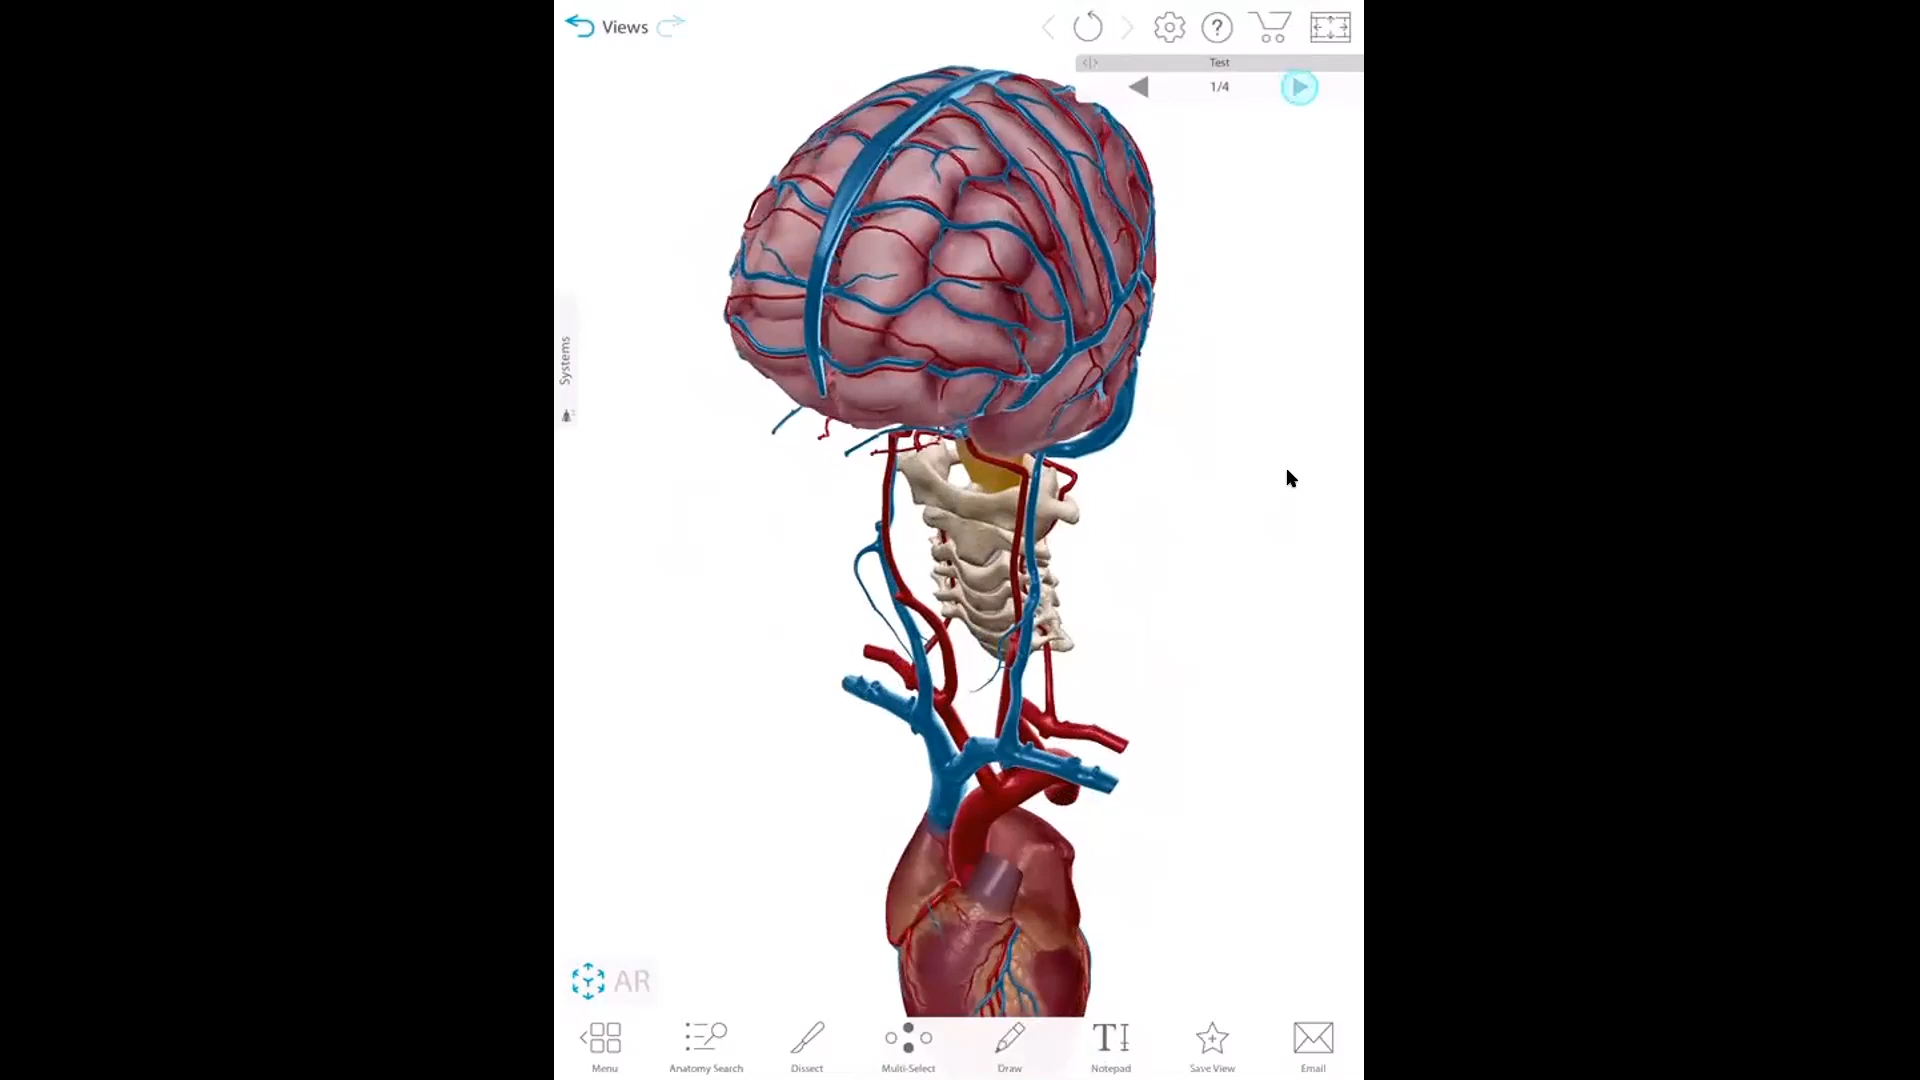 Views
Test
1/4
Systems
AR
Menu
Anatomy Search
Dissect
Multi-Select
Draw
Notepad
Save View
Email